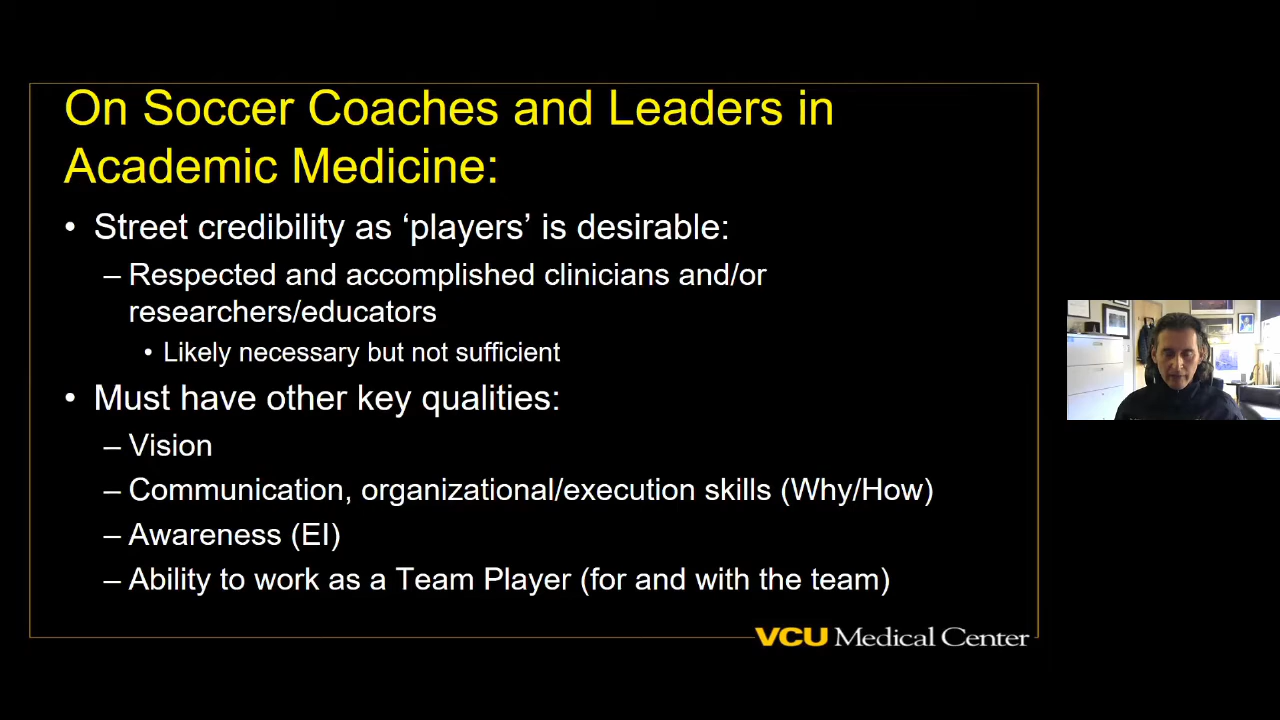 On Soccer Coaches and Leaders in
Academic Medicine:
• Street credibility as ‘players’ is desirable:
– Respected and accomplished clinicians and/or
researchers/educators
• Likely necessary but not sufficient
• Must have other key qualities:
– Vision
– Communication, organizational/execution skills (Why/How)
– Awareness (EI)
– Ability to work as a Team Player (for and with the team)
VCU Medical Center